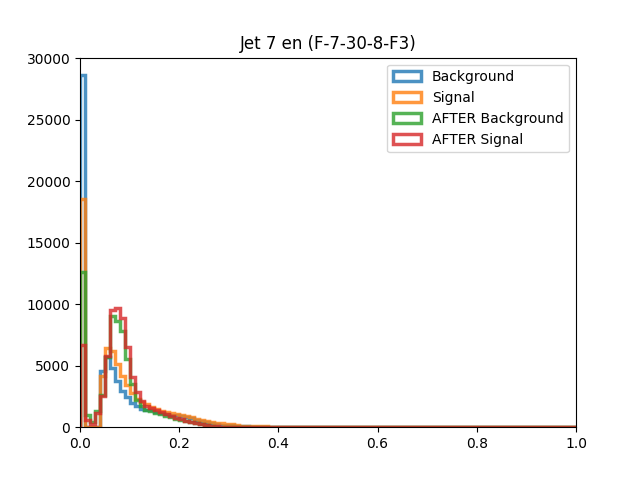 Jet 7 en (F-7-30-8-F3)
30000
25000
20000
15000
10000
5000
0
Background
Signal
AFTER Background
AFTER Signal
0.0 0.2 0.4 0.6 0.8 1.0